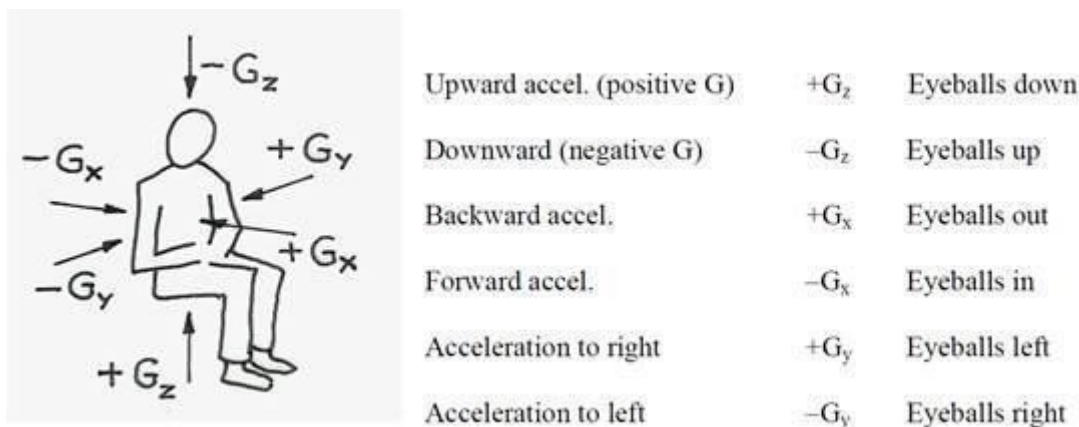 −Gz
−Gx
+Gy
−Gy
+Gx
+Gz
Upward accel. (positive G) +Gz Eyeballs down
Downward (negative G) −Gz Eyeballs up
Backward accel. +Gx Eyeballs out
Forward accel. −Gx Eyeballs in
Acceleration to right +Gy Eyeballs left
Acceleration to left −Gy Eyeballs right